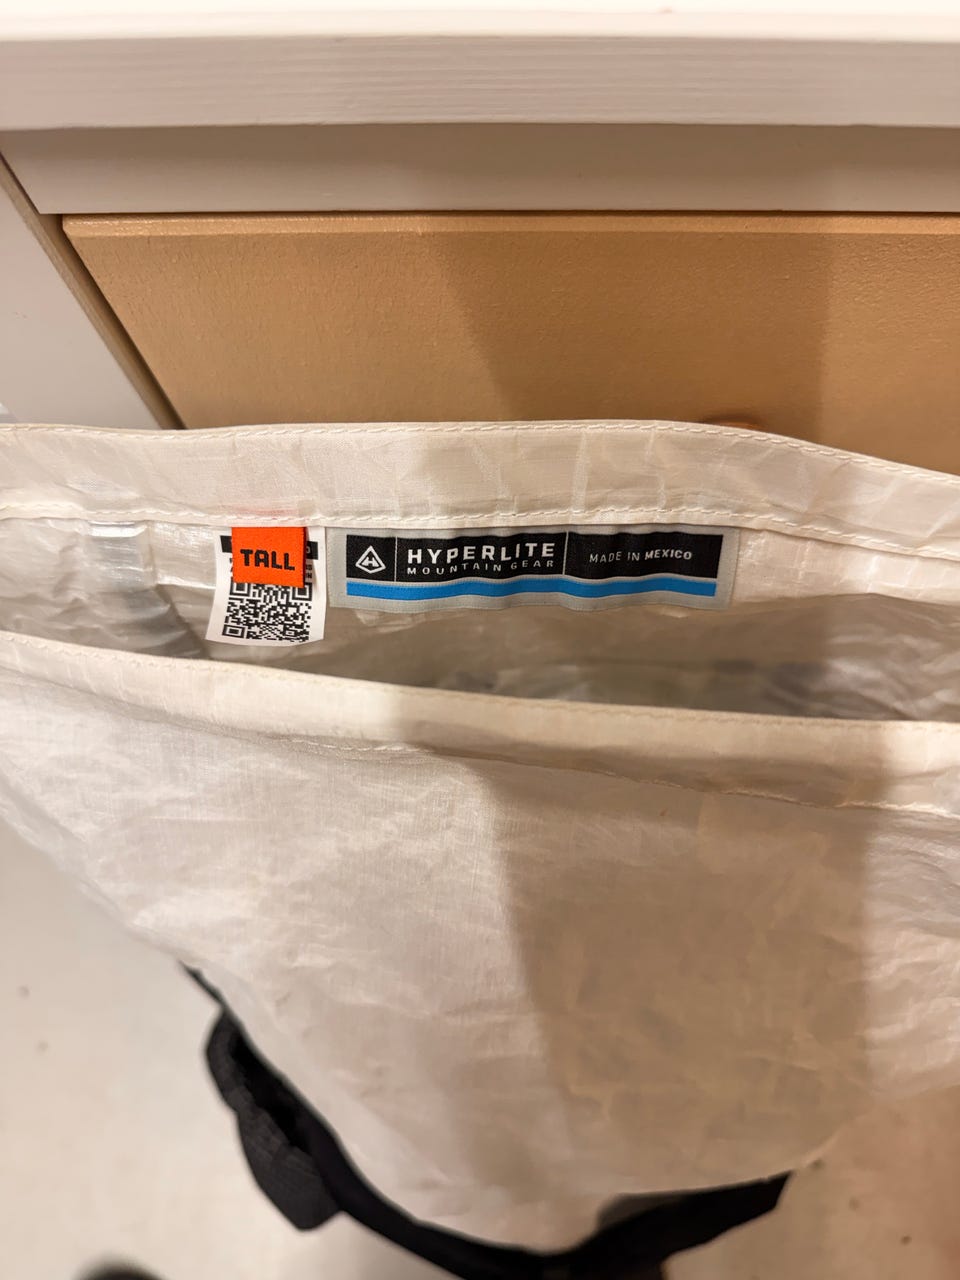 TALL
HYPERLITE
MOUNTAIN GEAR
MADE IN MEXICO